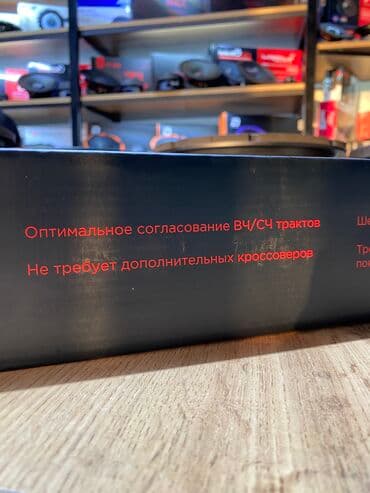 Оптимальное согласование ВЧ/СЧ трактов
Не требует дополнительных кроссоверов